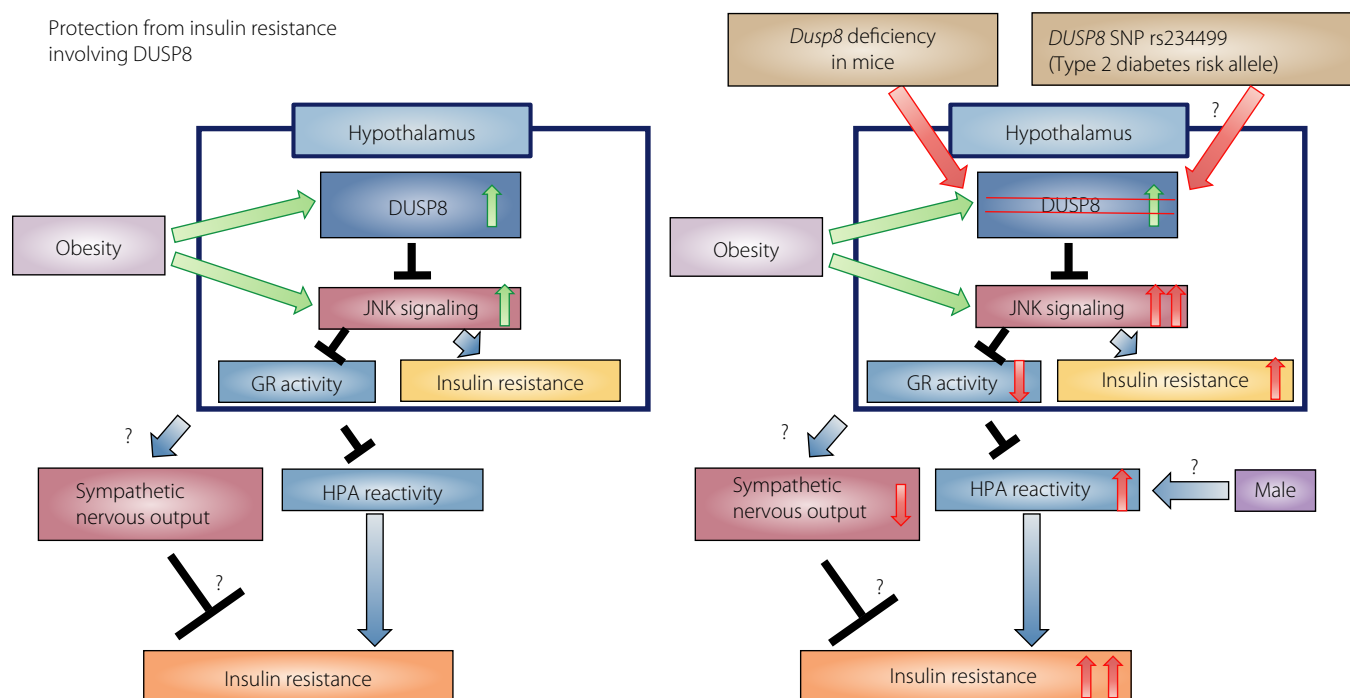 Protection from insulin resistance
involving DUSP8
Hypothalamus
DUSP8
Obesity
JNK signaling
GR activity
Insulin resistance
?
Sympathetic
nervous output
HPA reactivity
?
Insulin resistance
Dusp8 deficiency
in mice
DUSP8 SNP rs234499
(Type 2 diabetes risk allele)
?
Hypothalamus
DUSP8
Obesity
JNK signaling
GR activity
Insulin resistance
?
Sympathetic
nervous output
HPA reactivity
?
Male
?
Insulin resistance